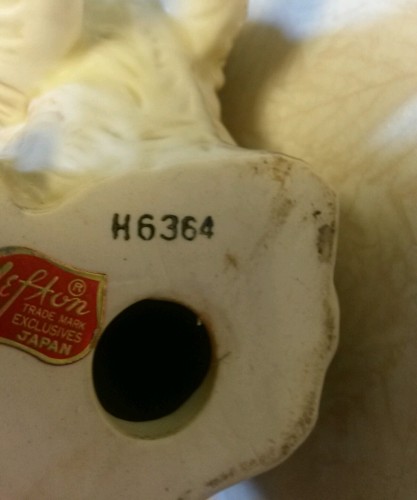 H6364
Lefton ®
TRADE MARK
EXCLUSIVES
JAPAN